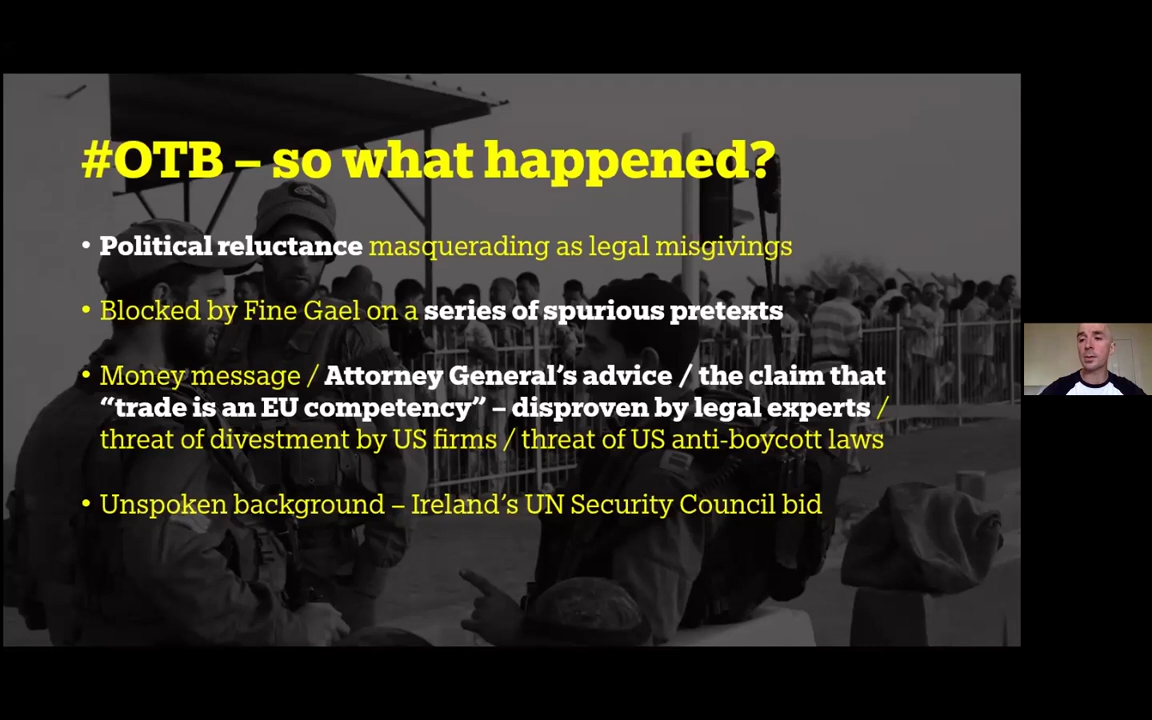 #OTB – so what happened?
• Political reluctance masquerading as legal misgivings
• Blocked by Fine Gael on a series of spurious pretexts
• Money message / Attorney General’s advice / the claim that
“trade is an EU competency” – disproven by legal experts /
threat of divestment by US firms / threat of US anti-boycott laws
• Unspoken background – Ireland’s UN Security Council bid